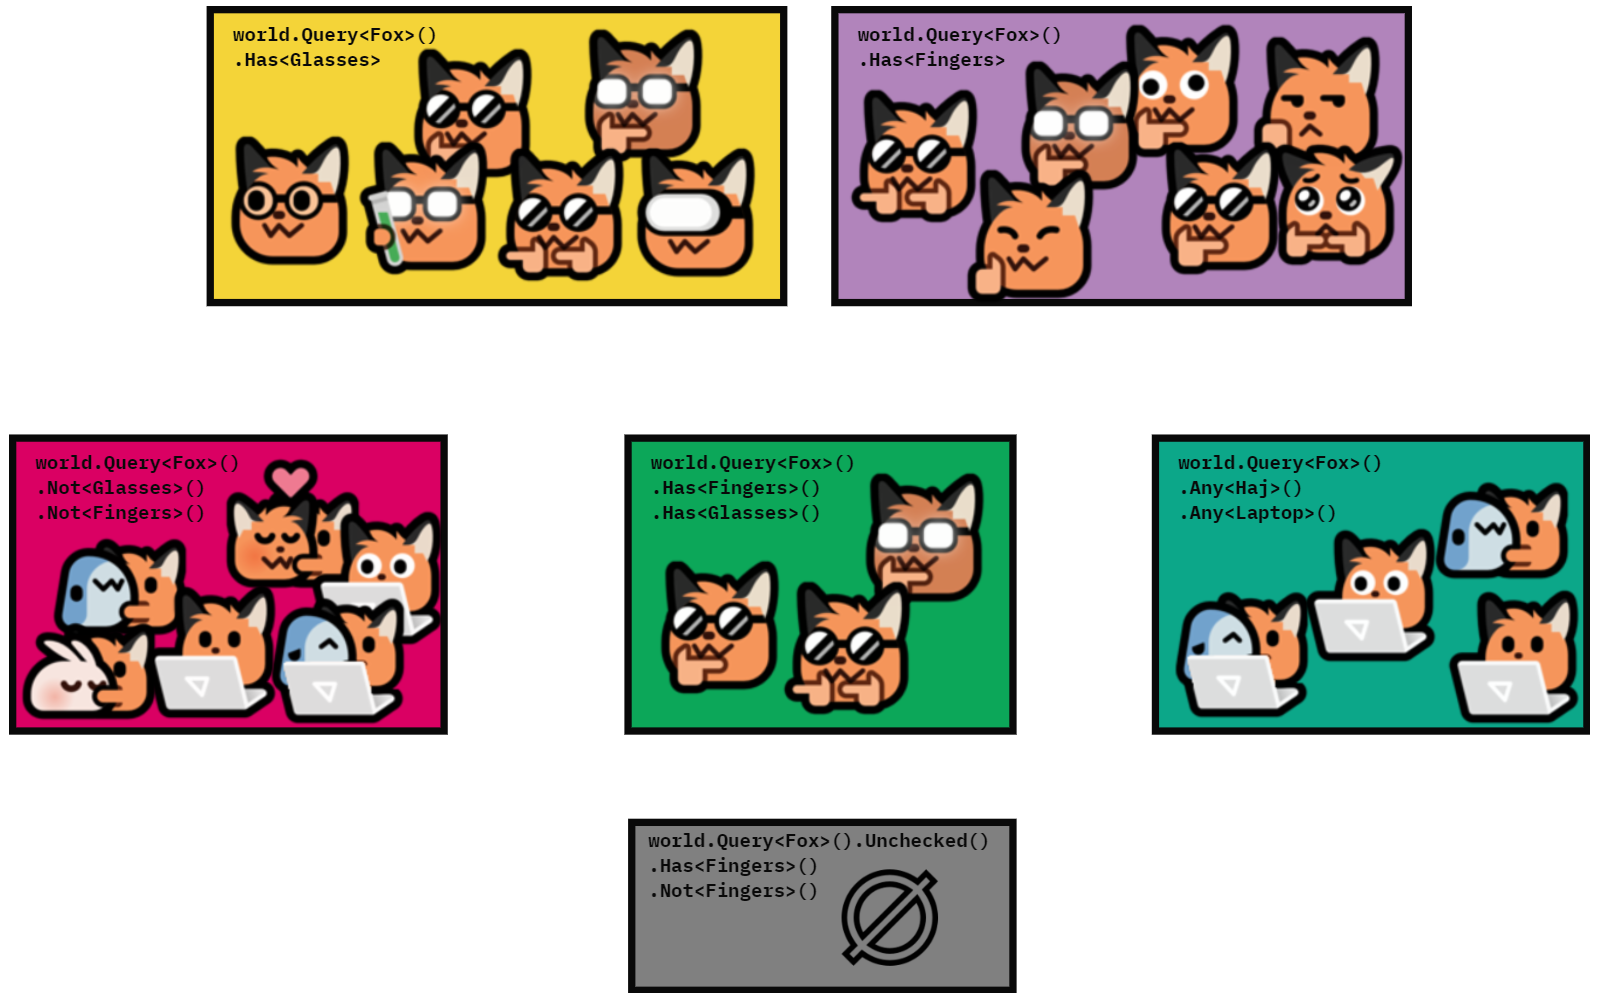 world.Query<Fox>()
.Has<Glasses>
world.Query<Fox>()
.Has<Fingers>
world.Query<Fox>()
.Not<Glasses>()
.Not<Fingers>()
world.Query<Fox>()
.Has<Fingers>()
.Has<Glasses>()
world.Query<Fox>()
.Any<Haj>()
.Any<Laptop>()
world.Query<Fox>().Unchecked()
.Has<Fingers>()
.Not<Fingers>()